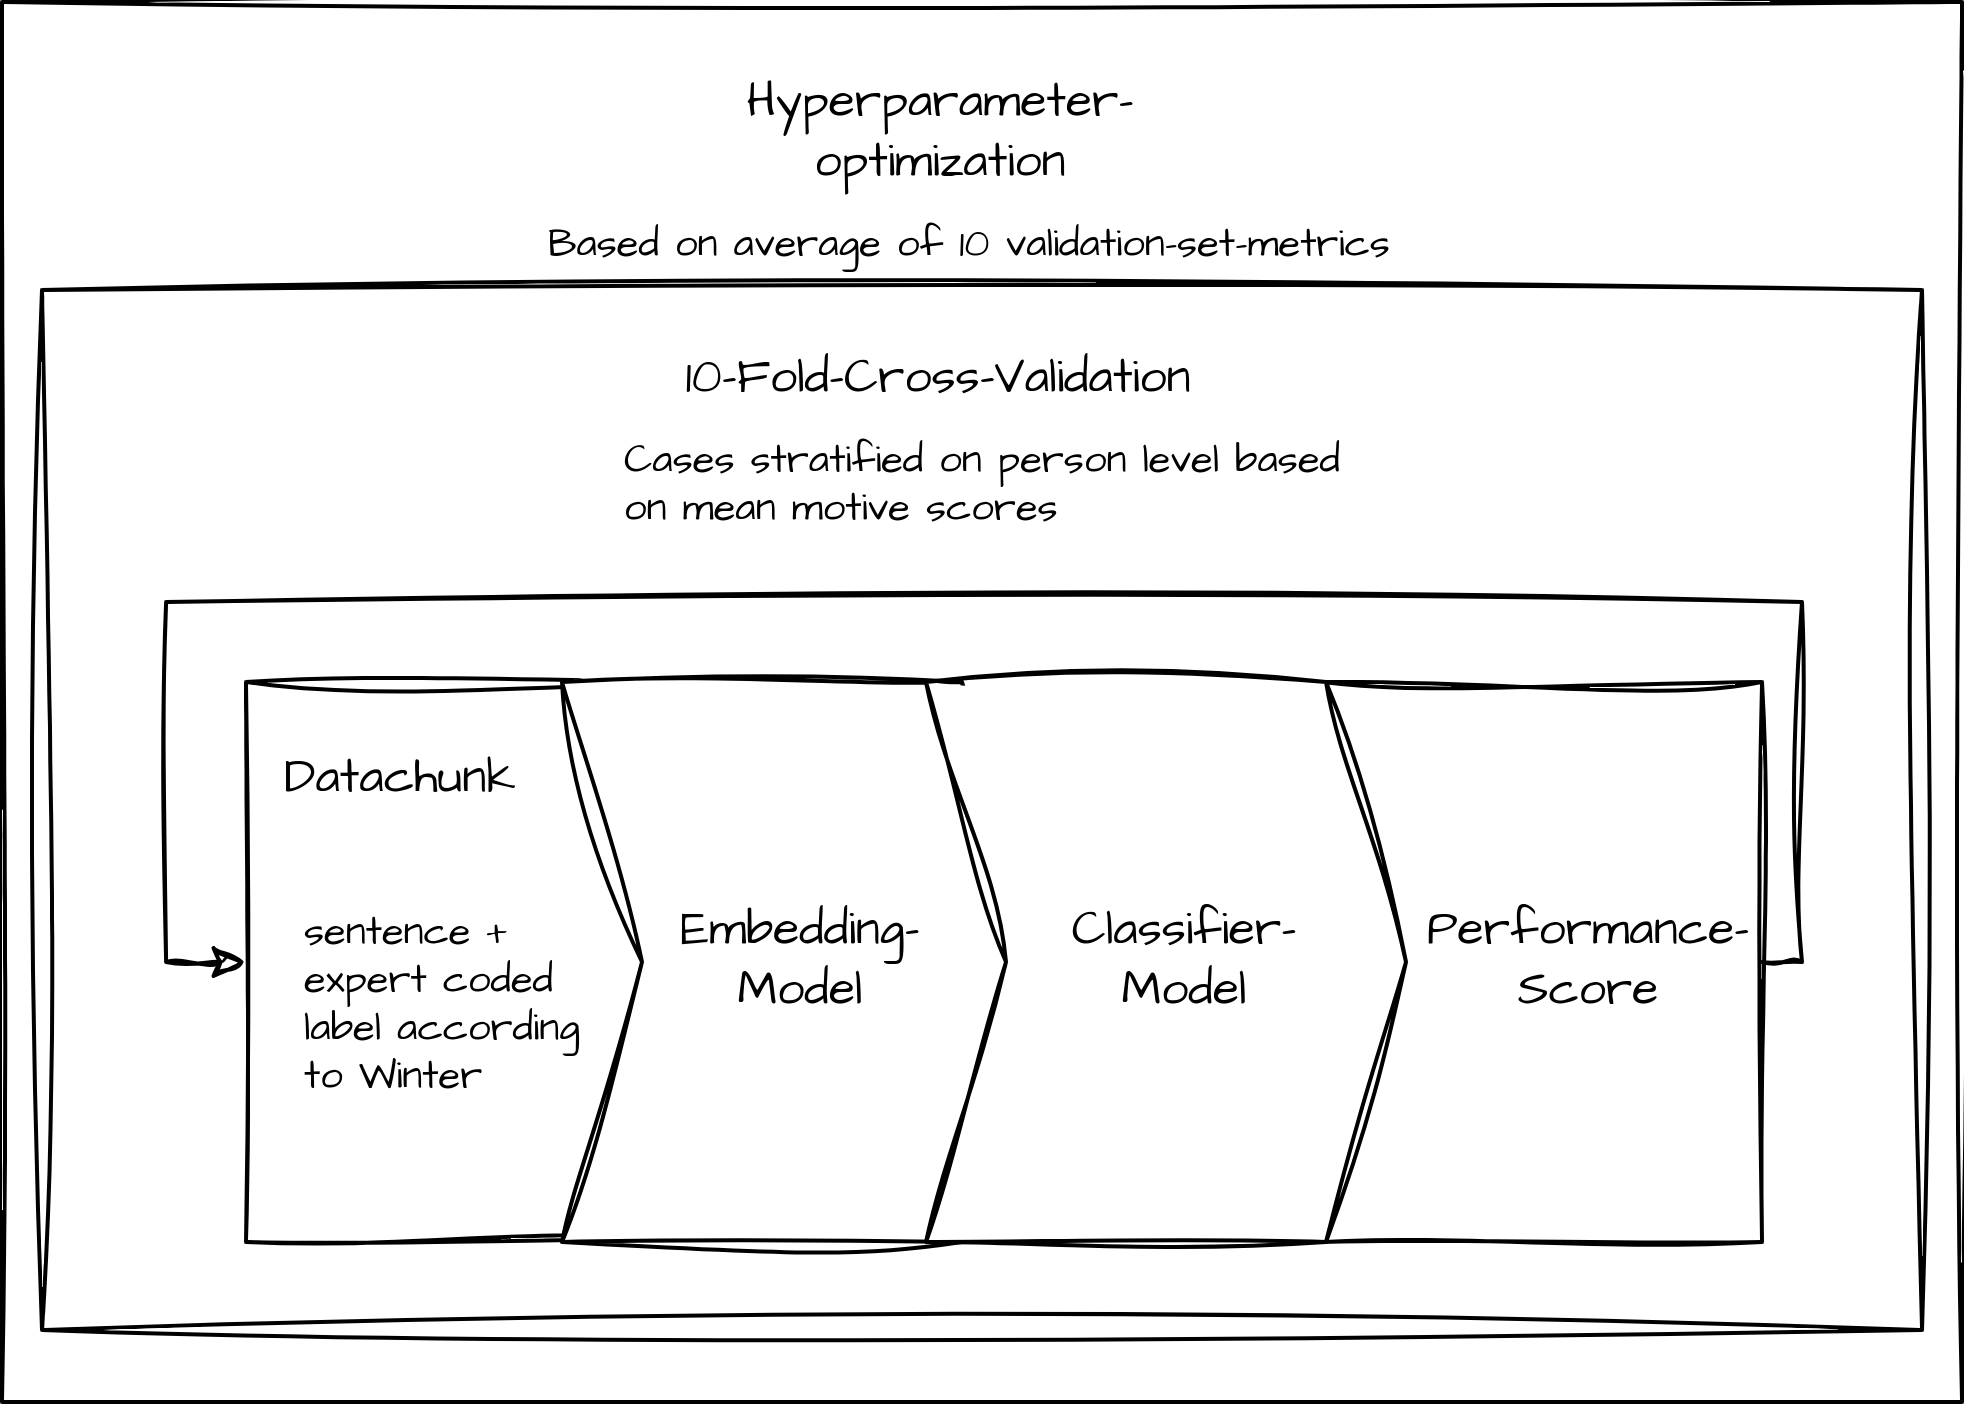 Hyperparameter-
optimization
Based on average of 10 validation-set-metrics
10-Fold-Cross-Validation
Cases stratified on person level based
on mean motive scores
Datachunk
sentence +
expert coded
label according
to Winter
Embedding-
Model
Classifier-
Model
Performance-
Score